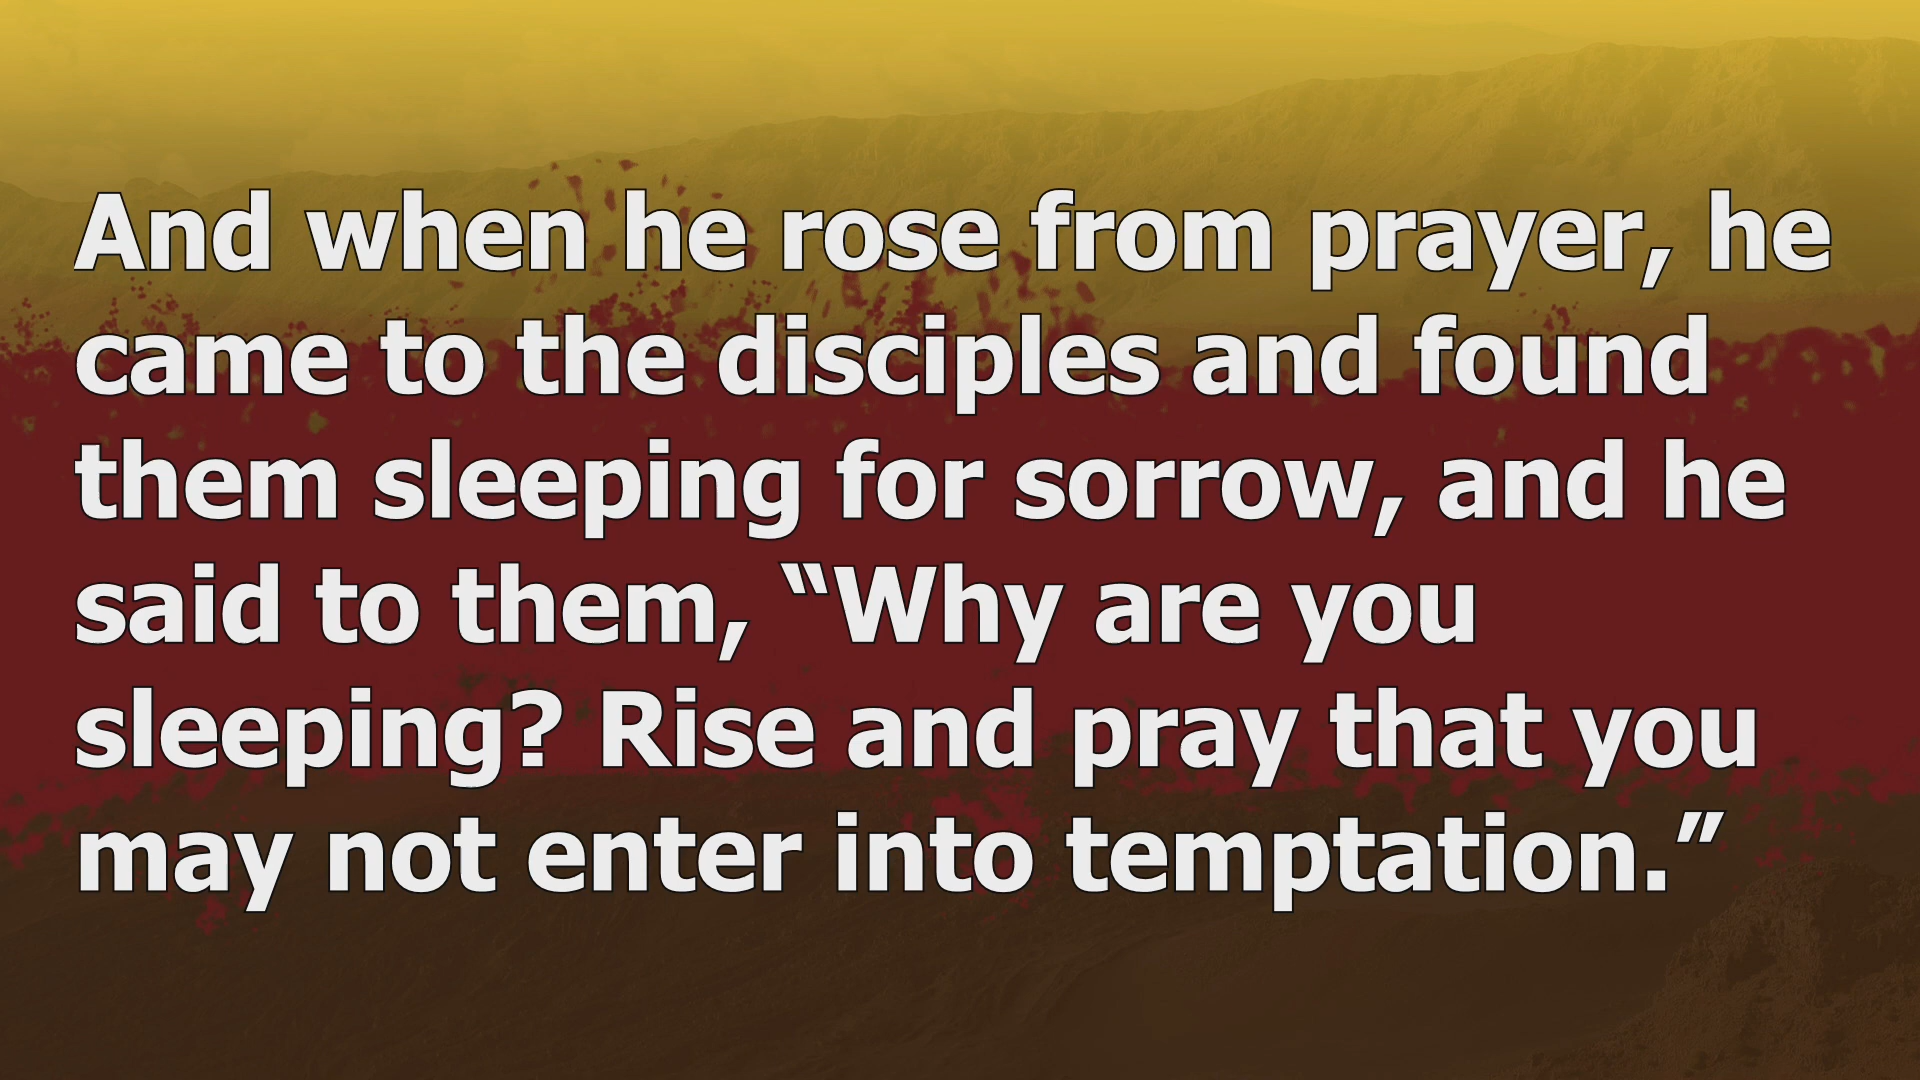 And when he rose from prayer, he
came to the disciples and found
them sleeping for sorrow, and he
said to them, “Why are you
sleeping? Rise and pray that you
may not enter into temptation.”